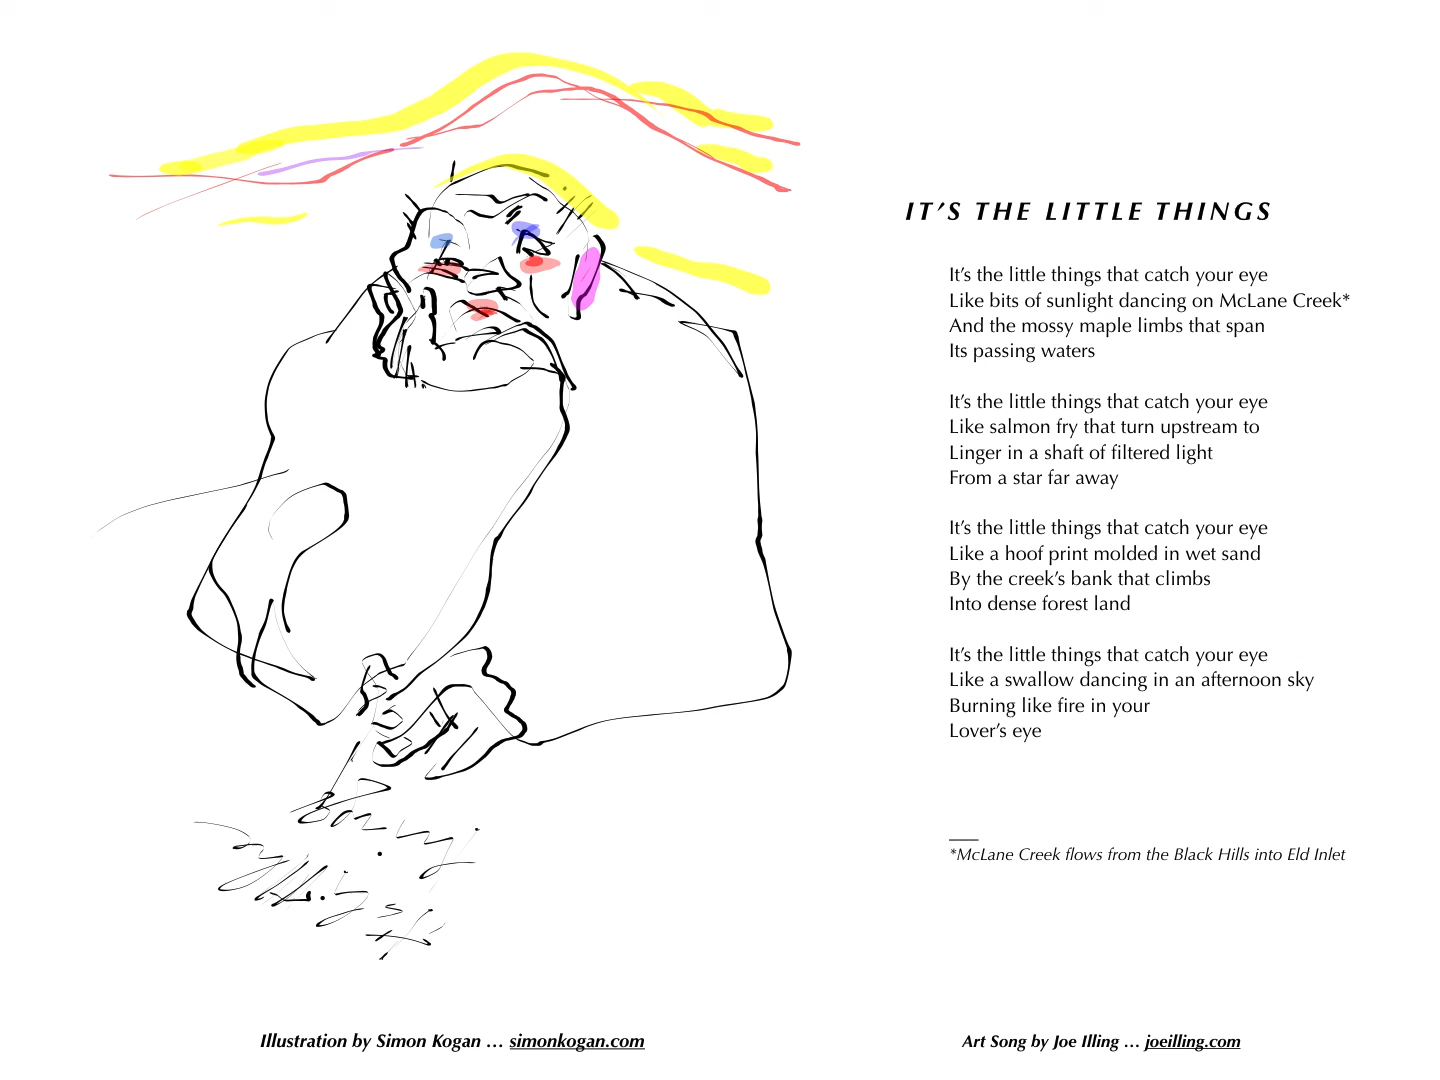 IT’S THE LITTLE THINGS
It’s the little things that catch your eye
Like bits of sunlight dancing on McLane Creek*
And the mossy maple limbs that span
Its passing waters
It’s the little things that catch your eye
Like salmon fry that turn upstream to
Linger in a shaft of filtered light
From a star far away
It’s the little things that catch your eye
Like a hoof print molded in wet sand
By the creek’s bank that climbs
Into dense forest land
It’s the little things that catch your eye
Like a swallow dancing in an afternoon sky
Burning like fire in your
Lover’s eye
*McLane Creek flows from the Black Hills into Eld Inlet
Illustration by Simon Kogan … simonkogan.com
Art Song by Joe Illing … joeilling.com